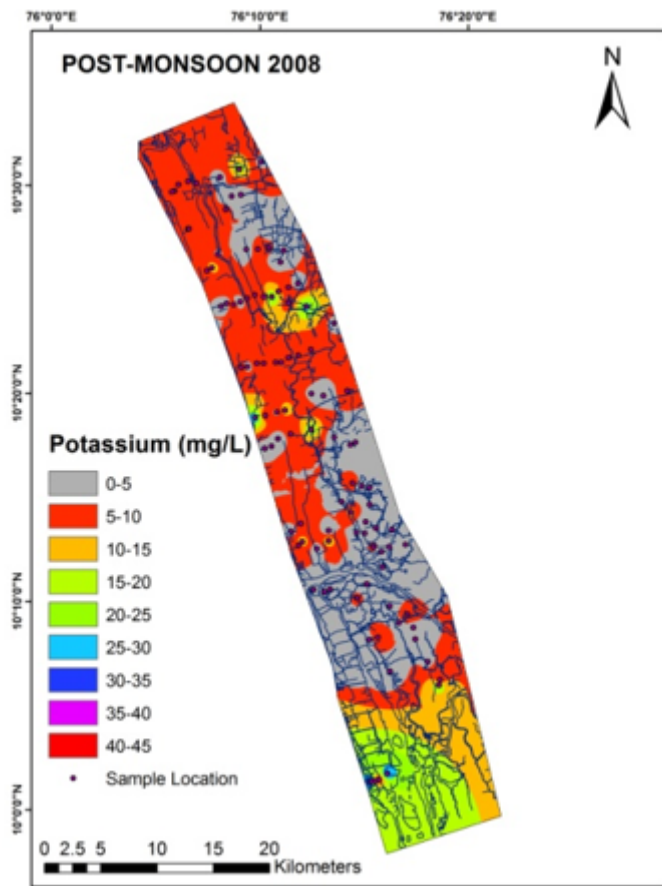 76°0'0"E 76°10'0"E 76°20'0"E
POST-MONSOON 2008
N
10°30'0"N
10°20'0"N
10°10'0"N
10°0'0"N
Potassium (mg/L)
0-5
5-10
10-15
15-20
20-25
25-30
30-35
35-40
40-45
Sample Location
0 2.5 5 10 15 20
Kilometers